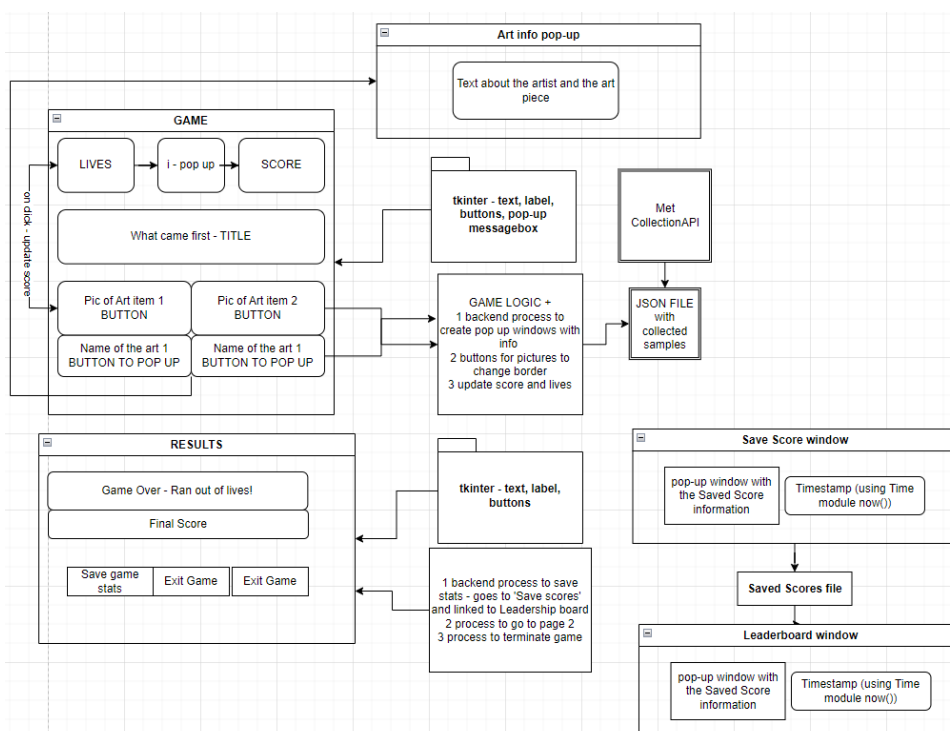 Art info pop-up
Text about the artist and the art
piece
GAME
LIVES
i - pop up
SCORE
on click - update score
What came first - TITLE
Pic of Art item 1
BUTTON
Pic of Art item 2
BUTTON
Name of the art 1
BUTTON TO POP UP
Name of the art 1
BUTTON TO POP UP
tkinter - text, label,
buttons, pop-up
messagebox
Met
CollectionAPI
GAME LOGIC +
1 backend process to
create pop up windows with
info
2 buttons for pictures to
change border
3 update score and lives
JSON FILE
with
collected
samples
RESULTS
Game Over - Ran out of lives!
Final Score
Save game
stats
Exit Game
Exit Game
tkinter - text, label,
buttons
1 backend process to save
stats - goes to 'Save scores'
and linked to Leadership board
2 process to go to page 2
3 process to terminate game
Save Score window
pop-up window with
the Saved Score
information
Timestamp (using Time
module now())
Saved Scores file
Leaderboard window
pop-up window with
the Saved Score
information
Timestamp (using Time
module now())